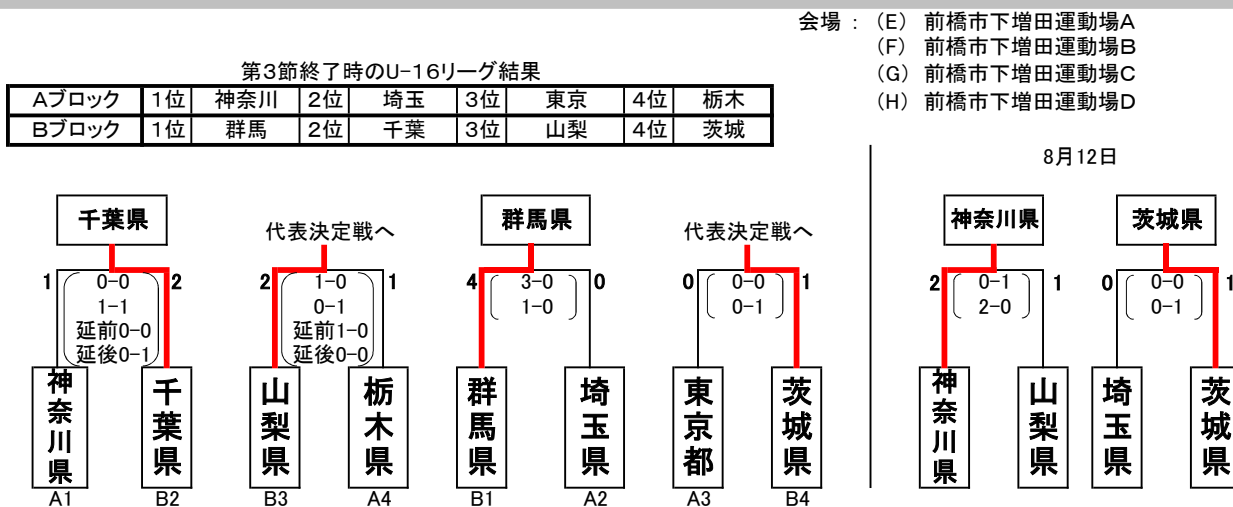 会場：（E） 前橋市下増田運動場A
（F） 前橋市下増田運動場B
（G） 前橋市下増田運動場C
（H） 前橋市下増田運動場D
第3節終了時のU-16リーグ結果
Aブロック 1位 神奈川 2位 埼玉 3位 東京 4位 栃木
Bブロック 1位 群馬 2位 千葉 3位 山梨 4位 茨城
8月12日
千葉県 代表決定戦へ 群馬県 代表決定戦へ 神奈川県 茨城県
1 0-0 2 2 1-0 1 4 3-0 0 0 0-0 1 2 0-1 1 0 0-0 1
1-1 0-1 1-0 0-1 2-0 0-1
延前0-0 延前1-0
延後0-1 延後0-0
神奈川県 千葉県 山梨県 栃木県 群馬県 埼玉県 東京都 茨城県 神奈川県 山梨県 埼玉県 茨城県
A1 B2 B3 A4 B1 A2 A3 B4